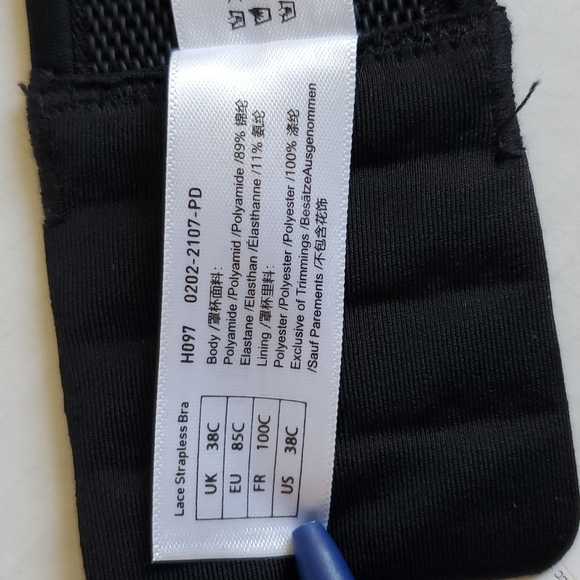 H097 0202-2107-PD
Body /罩杯面料:
Polyamide /Polyamid /Polyamide /89% 锦纶
Elastane /Elasthan /Élasthanne /11% 氨纶
Lining /罩杯里料:
Polyester /Polyester /Polyester /100% 涤纶
Exclusive of Trimmings /BesätzeAusgenommen
/Sauf Parements /不包含花饰
Lace Strapless Bra
UK 38C
EU 85C
FR 100C
US 38C